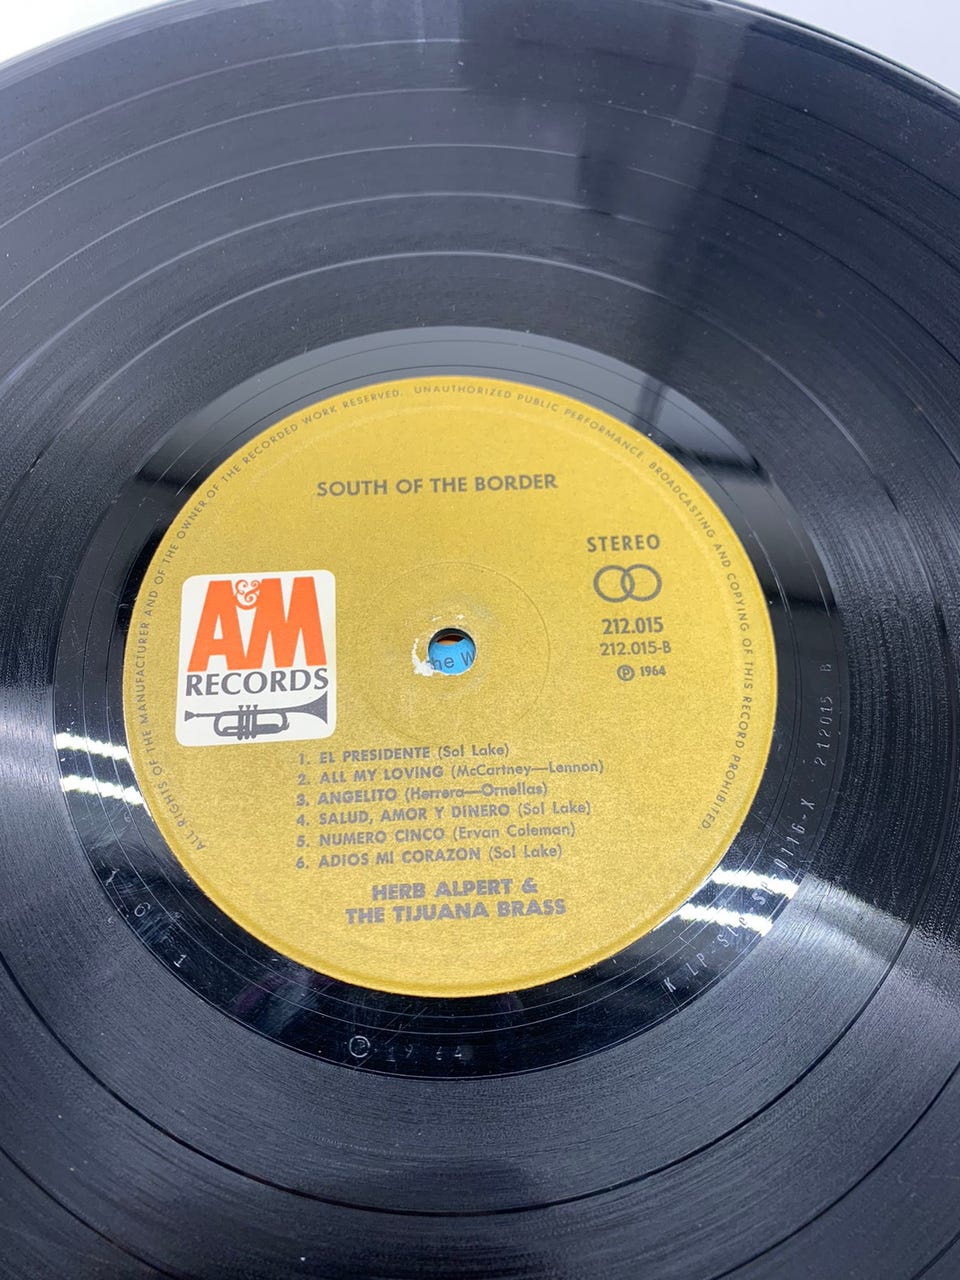 ALL RIGHTS OF THE MANUFACTURER AND OF THE OWNER OF THE RECORDED WORK RESERVED. UNAUTHORIZED PUBLIC PERFORMANCE BROADCASTING AND COPYING OF THIS RECORD PROHIBITED
SOUTH OF THE BORDER
STEREO
212.015
212.015-B
℗ 1964
A&M
RECORDS
he W
1. EL PRESIDENTE (Sol Lake)
2. ALL MY LOVING (McCartney—Lennon)
3. ANGELITO (Herrera—Ornellas)
4. SALUD, AMOR Y DINERO (Sol Lake)
5. NUMERO CINCO (Ervan Coleman)
6. ADIOS MI CORAZON (Sol Lake)
HERB ALPERT &
THE TIJUANA BRASS
212015 B
℗ 1964